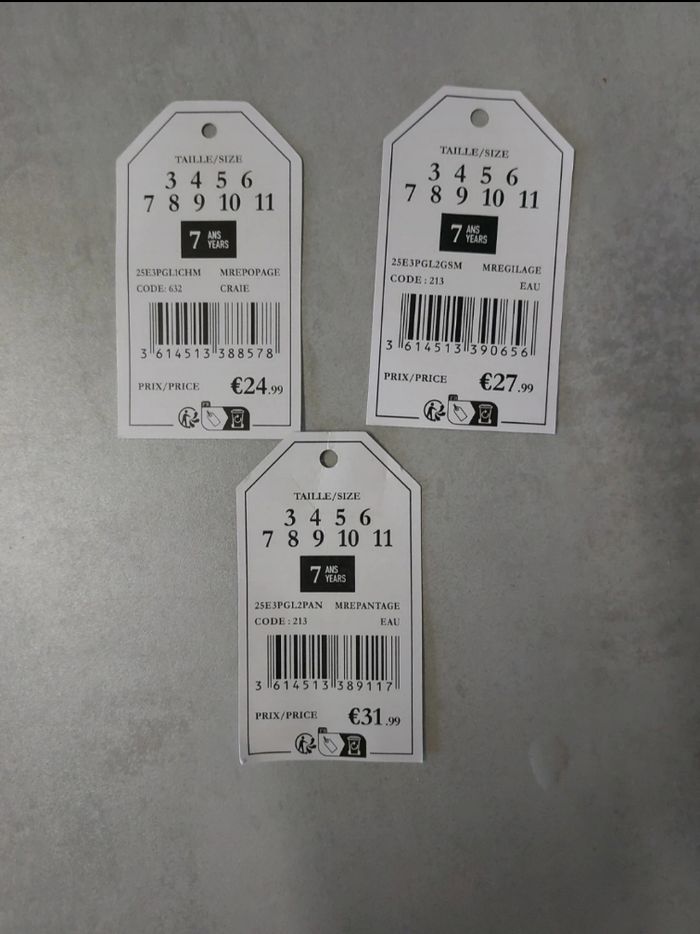 TAILLE/SIZE
3 4 5 6
7 8 9 10 11
7 ANS
YEARS
25E3PGL1CHM MREPOPAGE
CODE: 632 CRAIE
3 614513 388578
PRIX/PRICE €24.99
TAILLE/SIZE
3 4 5 6
7 8 9 10 11
7 ANS
YEARS
25E3PGL2GSM MREGILAGE
CODE : 213 EAU
3 614513 390656
PRIX/PRICE €27.99
TAILLE/SIZE
3 4 5 6
7 8 9 10 11
7 ANS
YEARS
25E3PGL2PAN MREPANTAGE
CODE : 213 EAU
3 614513 389117
PRIX/PRICE €31.99